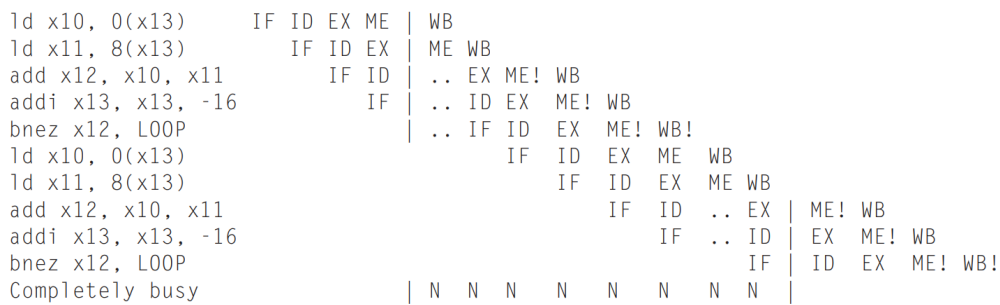 ld x10, 0(x13) IF ID EX ME | WB
ld x11, 8(x13) IF ID EX | ME WB
add x12, x10, x11 IF ID | .. EX ME! WB
addi x13, x13, -16 IF | .. ID EX ME! WB
bnez x12, LOOP | .. IF ID EX ME! WB!
ld x10, 0(x13) IF ID EX ME WB
ld x11, 8(x13) IF ID EX ME WB
add x12, x10, x11 IF ID .. EX | ME! WB
addi x13, x13, -16 IF .. ID | EX ME! WB
bnez x12, LOOP IF | ID EX ME! WB!
Completely busy | N N N N N N N N |